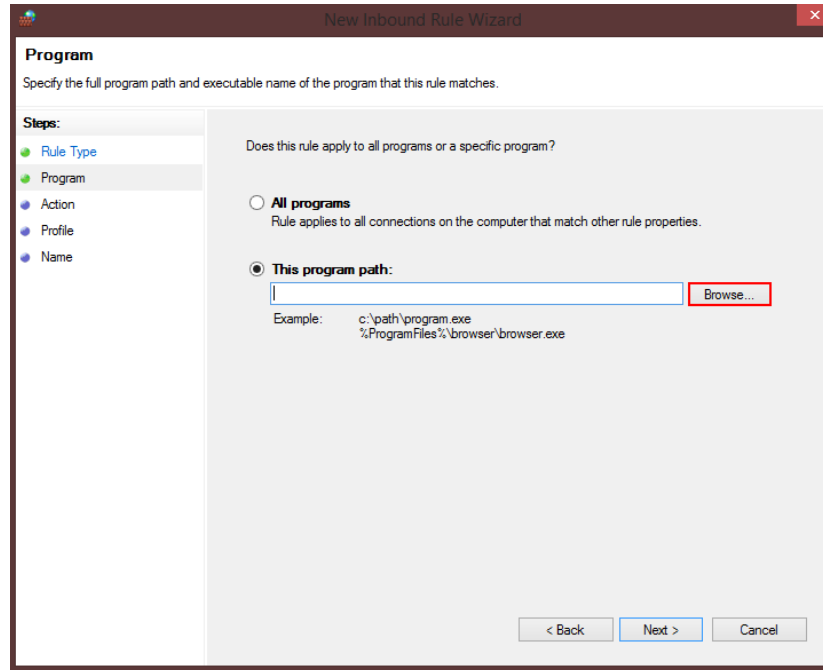 New Inbound Rule Wizard
Program
Specify the full program path and executable name of the program that this rule matches.
Steps:
Rule Type
Program
Action
Profile
Name
Does this rule apply to all programs or a specific program?
All programs
Rule applies to all connections on the computer that match other rule properties.
This program path:
Browse...
Example: c:\path\program.exe
%ProgramFiles%\browser\browser.exe
< Back Next > Cancel